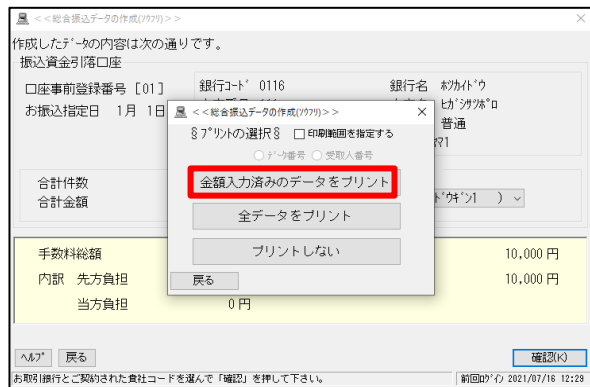 <<総合振込データの作成(ソウフリ)>>
作成したデータの内容は次の通りです。
振込資金引落口座
口座事前登録番号 [01]
銀行コード 0116
銀行名 ホツカイドウ
お振込指定日 1月 1日
ヒガシサツポロ
普通
<<総合振込データの作成(ソウフリ)>>
§プリントの選択§ 印刷範囲を指定する
データ番号 受取人番号
金額入力済みのデータをプリント
全データをプリント
プリントしない
戻る
合計件数
合計金額
ドウギン1 )
手数料総額 10,000円
内訳 先方負担 10,000円
当方負担 0円
ヘルプ 戻る 確認(K)
お取引銀行とご契約された貴社コードを選んで「確認」を押して下さい。 前回ログイン 2021/07/16 12:29